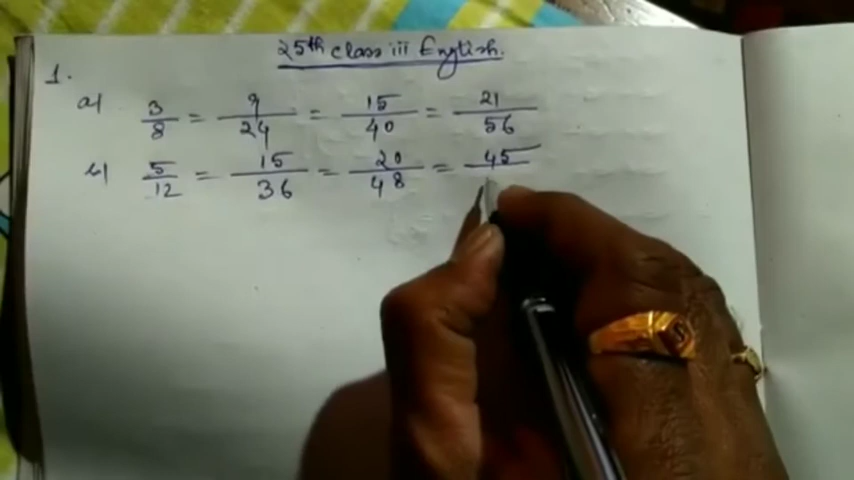 25th class iii English.
1.
a) 3/8 = 9/24 = 15/40 = 21/56
b) 5/12 = 15/36 = 20/48 = 45/
S